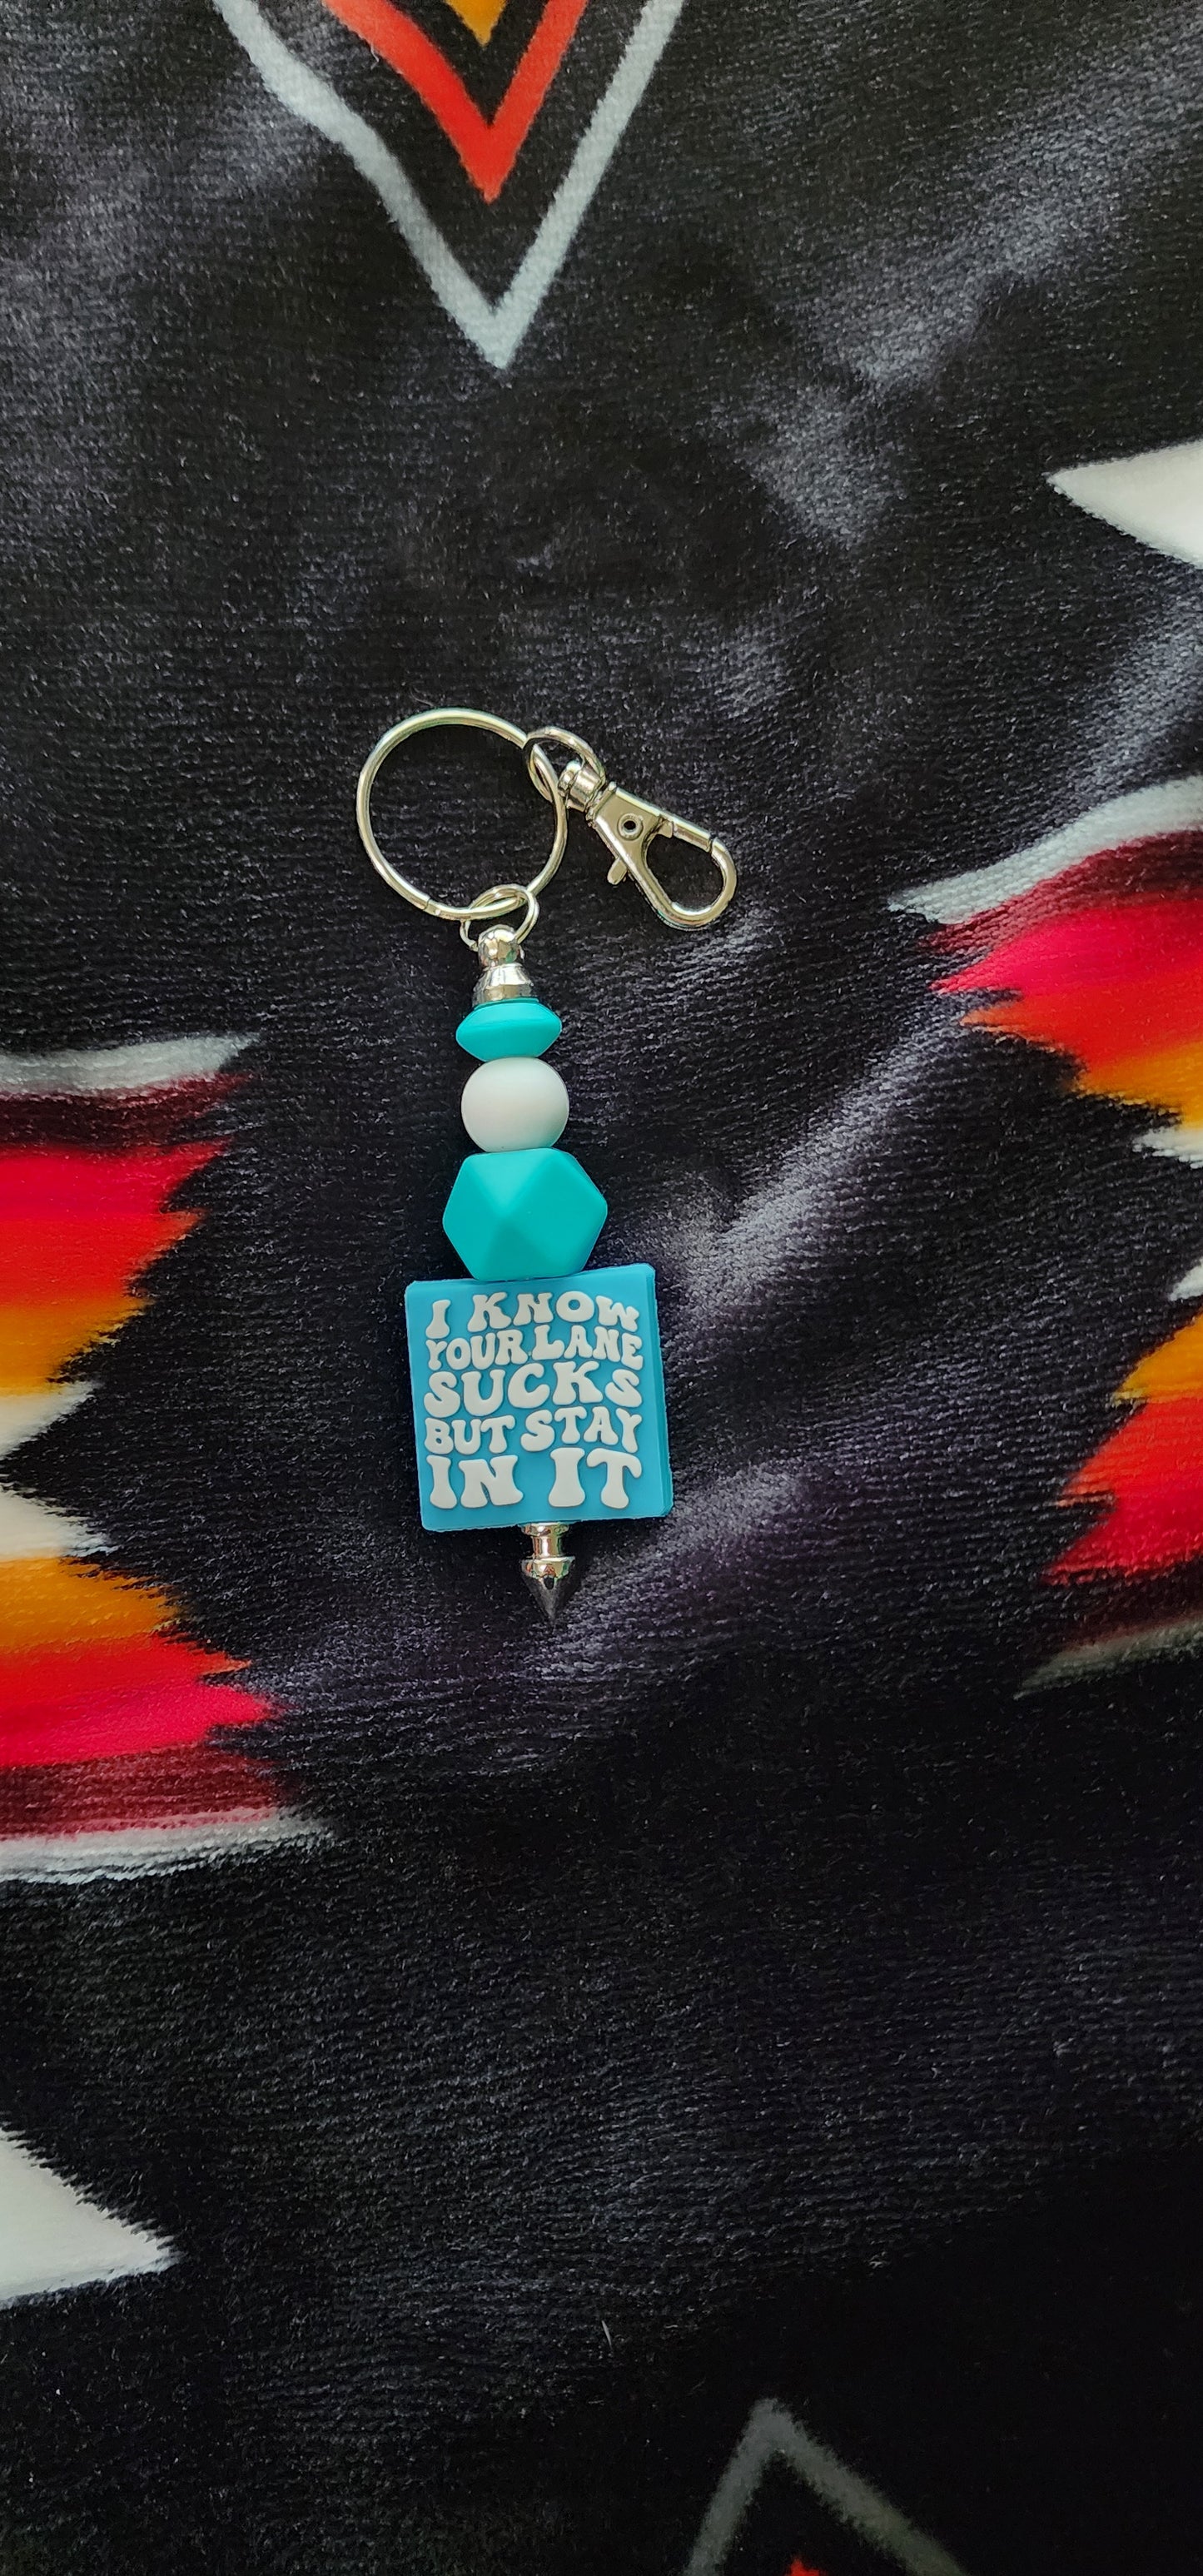 I KNOW
YOUR LANE
SUCKS
BUT STAY
IN IT